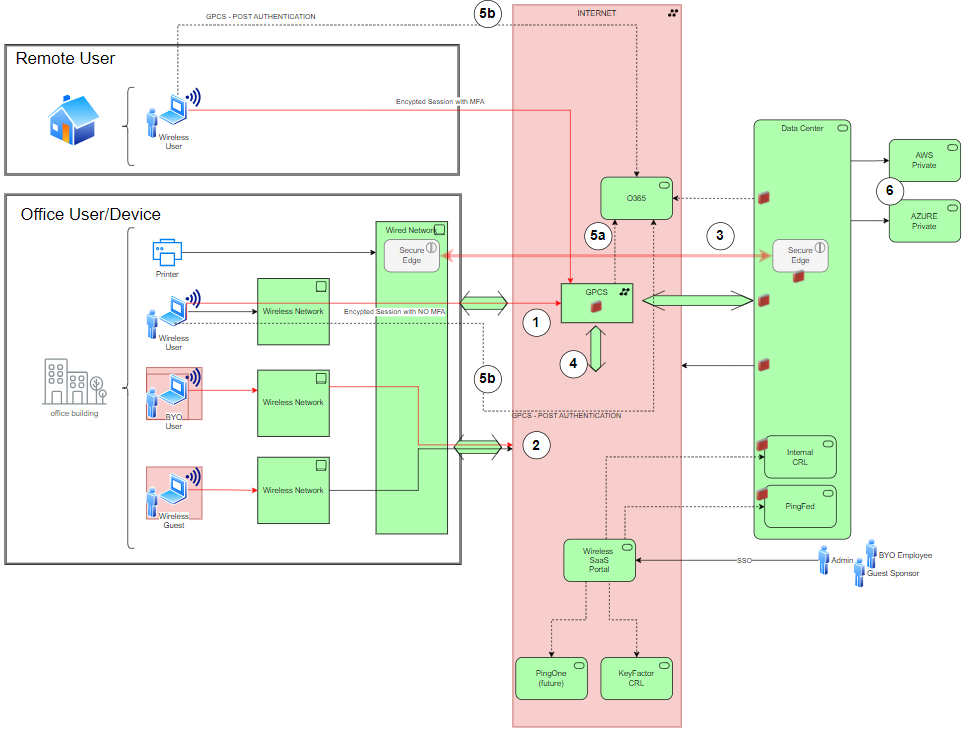 GPCS - POST AUTHENTICATION
5b
INTERNET
Remote User
Encypted Session with MFA
Wireless
User
Data Center
AWS
Private
6
AZURE
Private
O365
5a
3
Office User/Device
Wired Network
Secure
Edge
Secure
Edge
Printer
GPCS
Wireless Network
Encypted Session with NO MFA
1
Wireless
User
4
5b
office building
BYO
User
Wireless Network
GPCS - POST AUTHENTICATION
2
Internal
CRL
Wireless
Guest
Wireless Network
PingFed
Wireless
SaaS
Portal
SSO
Admin
BYO Employee
Guest Sponsor
PingOne
(future)
KeyFactor
CRL